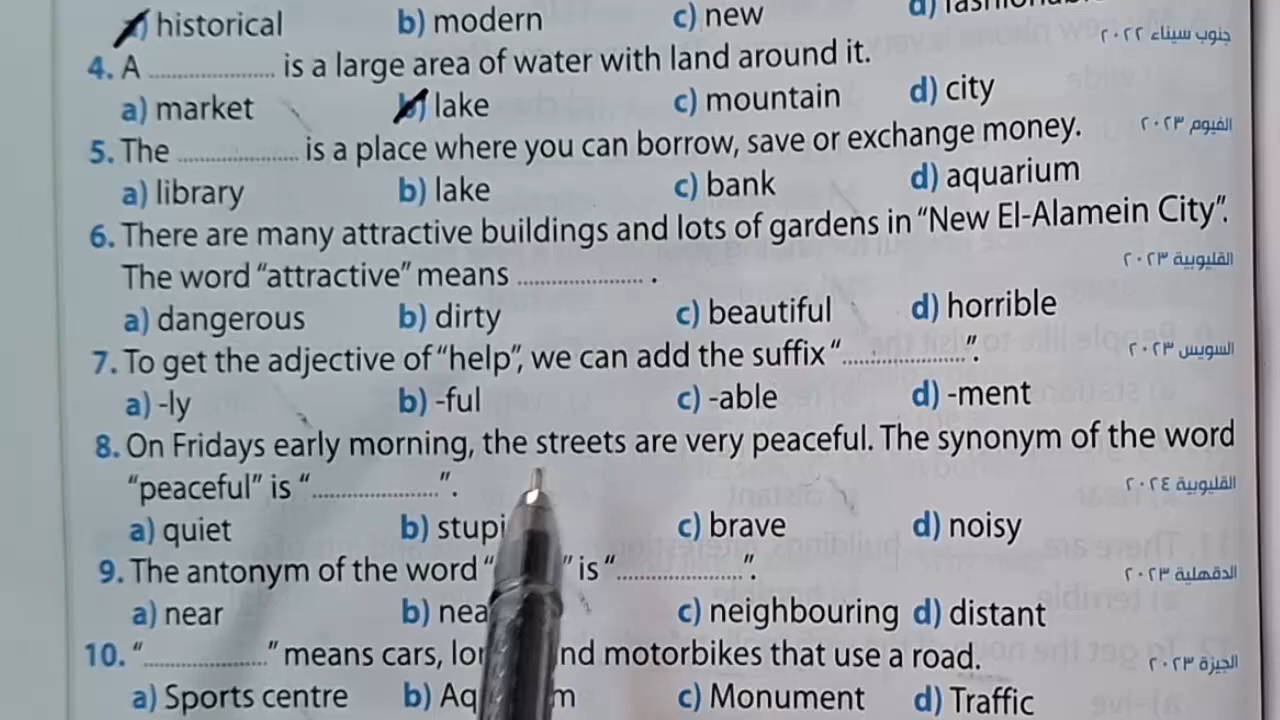 historical b) modern c) new d)
جنوب سيناء ٢٠٢٢
4. A .................... is a large area of water with land around it.
a) market b) lake c) mountain d) city
الفيوم ٢٠٢٣
5. The .................... is a place where you can borrow, save or exchange money.
a) library b) lake c) bank d) aquarium
6. There are many attractive buildings and lots of gardens in “New El-Alamein City”.
The word “attractive” means .................... .
القليوبية ٢٠٢٣
a) dangerous b) dirty c) beautiful d) horrible
7. To get the adjective of “help”, we can add the suffix “....................”.
السويس ٢٠٢٣
a) -ly b) -ful c) -able d) -ment
8. On Fridays early morning, the streets are very peaceful. The synonym of the word
“peaceful” is “....................”.
القليوبية ٢٠٢٤
a) quiet b) c) brave d) noisy
9. The antonym of the word “ ” is “....................”.
الدقهلية ٢٠٢٣
a) near b) c) neighbouring d) distant
10. “....................” means cars, motorbikes that use a road.
الجيزة ٢٠٢٣
a) Sports centre b) c) Monument d) Traffic